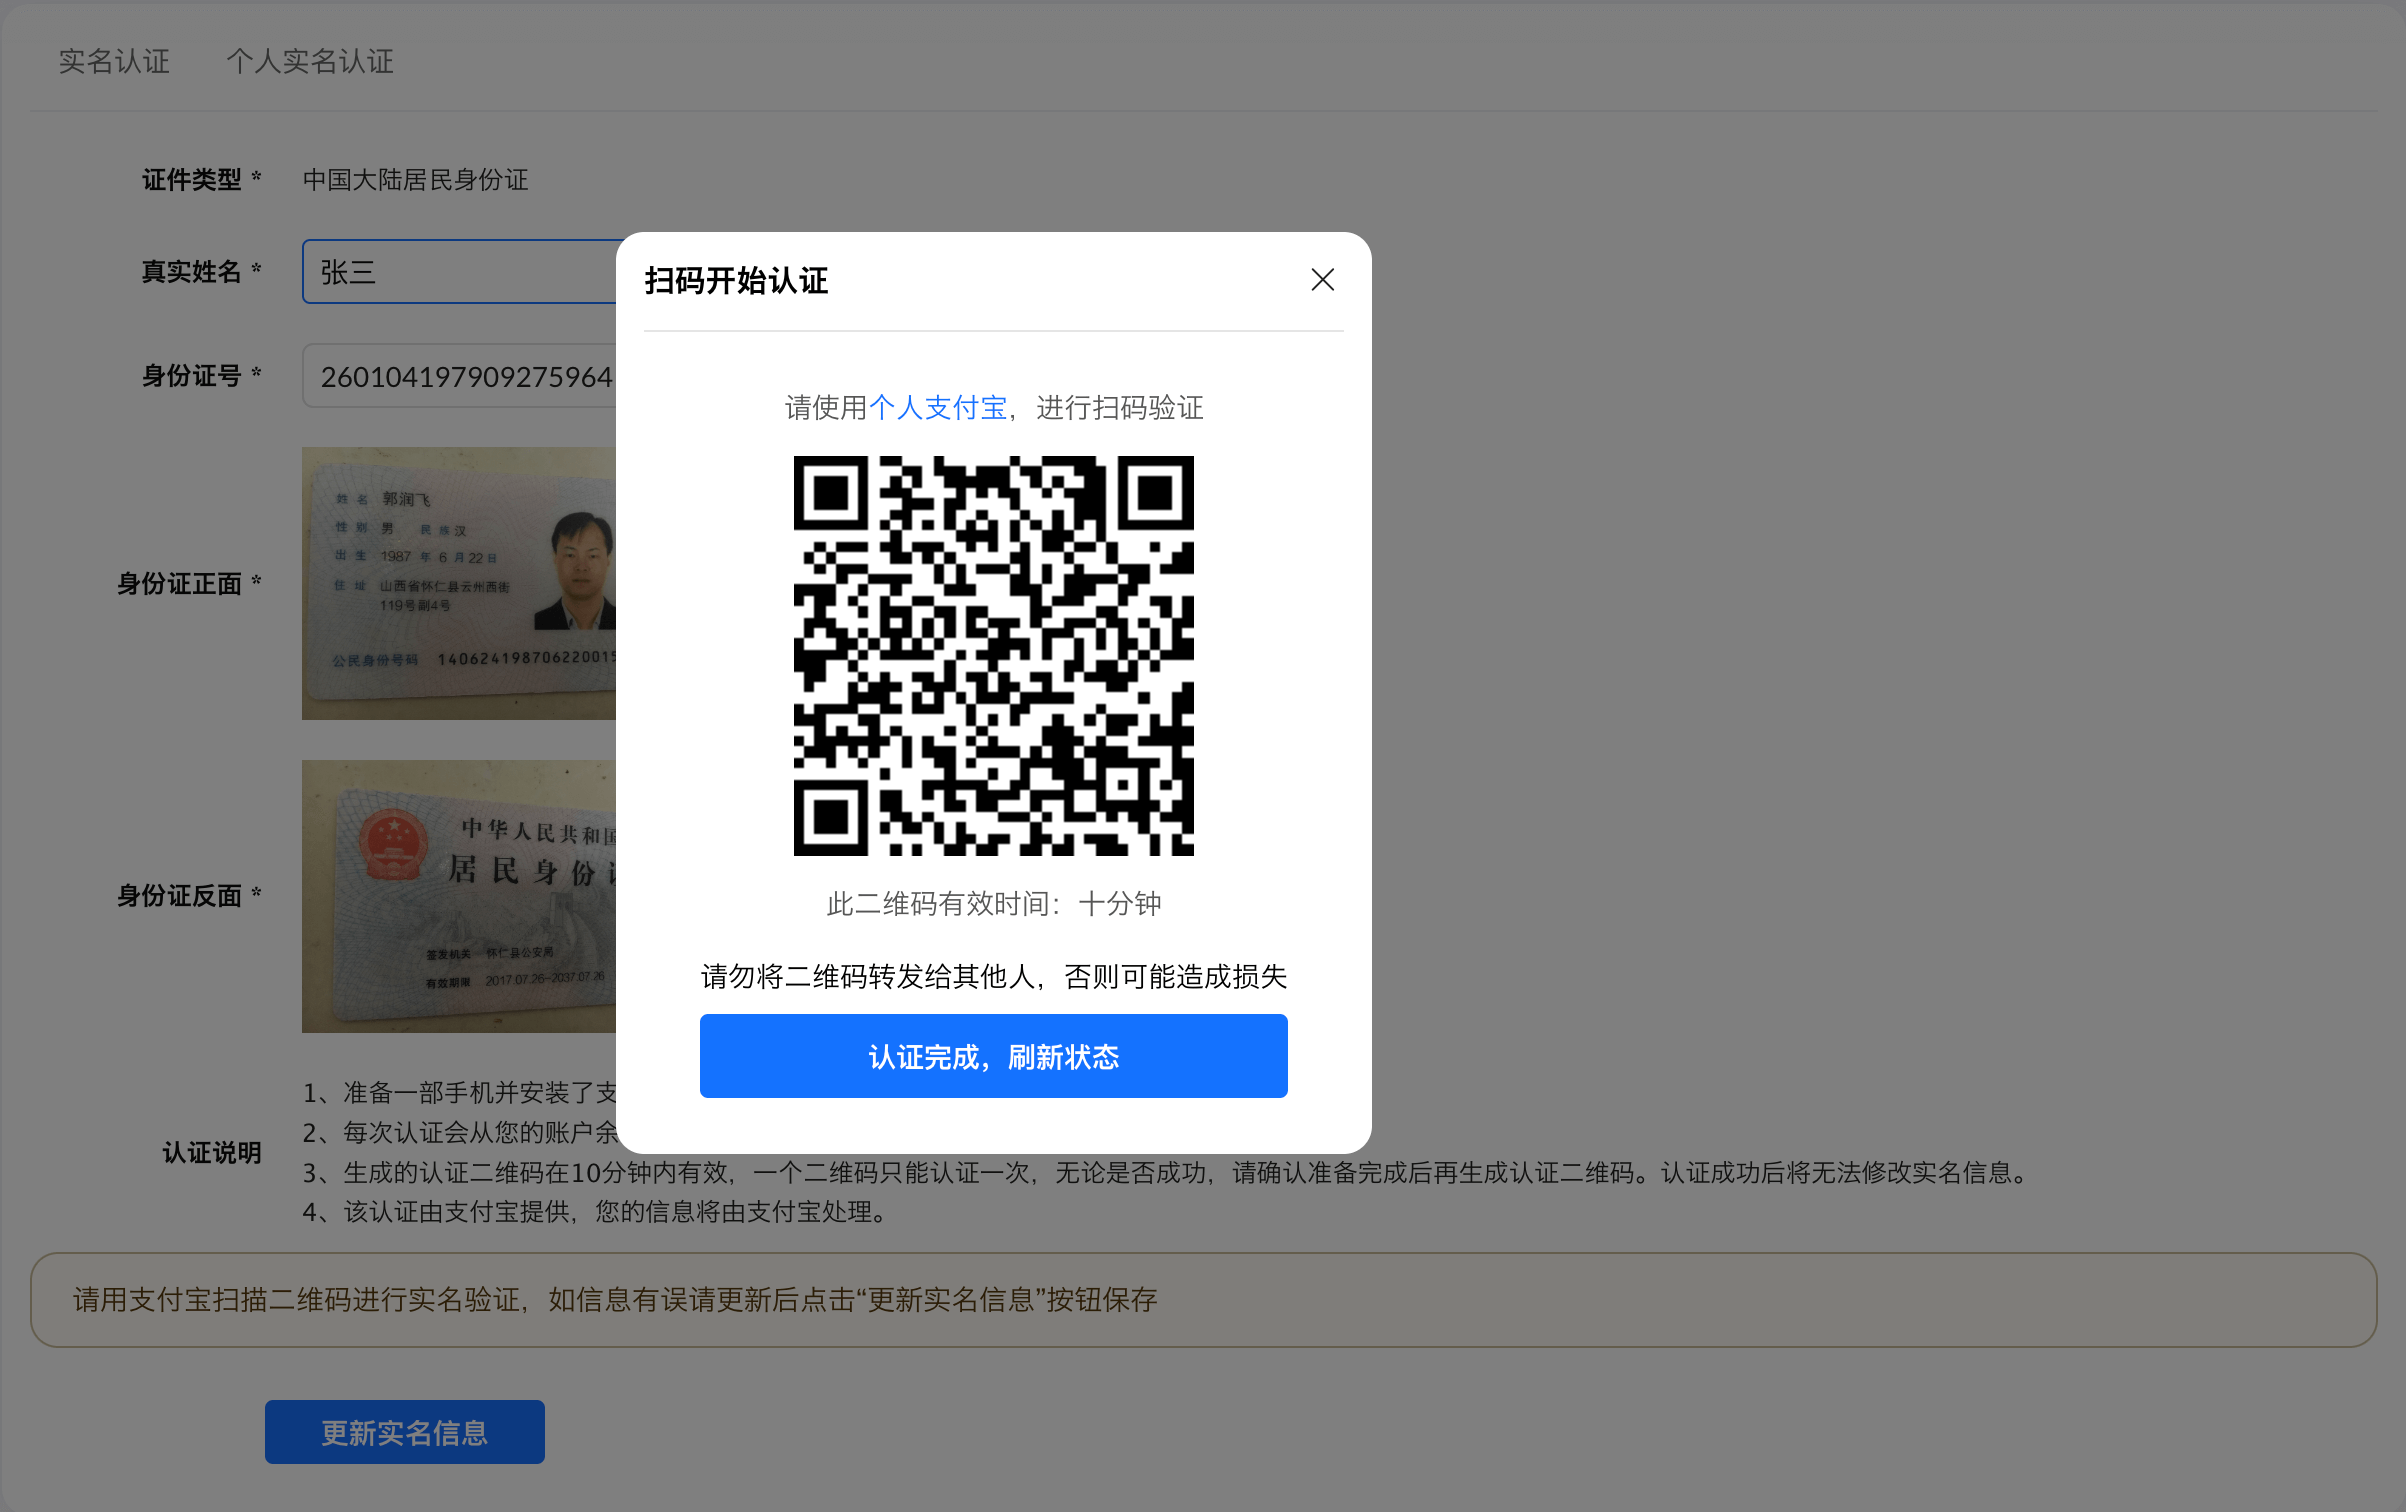 实名认证 个人实名认证
证件类型 * 中国大陆居民身份证
真实姓名 * 张三
身份证号 * 260104197909275964
身份证正面 *
姓 名 郭润飞
性 别 男 民 族 汉
出 生 1987 年 6 月 22 日
住 址 山西省怀仁县云州西街
119号副4号
公民身份号码 140624198706220015
身份证反面 *
中华人民共和国
居民身份证
签发机关 怀仁县公安局
有效期限 2017.07.26-2037.07.26
认证说明
1、准备一部手机并安装了支
2、每次认证会从您的账户余
3、生成的认证二维码在10分钟内有效，一个二维码只能认证一次，无论是否成功，请确认准备完成后再生成认证二维码。认证成功后将无法修改实名信息。
4、该认证由支付宝提供，您的信息将由支付宝处理。
请用支付宝扫描二维码进行实名验证，如信息有误请更新后点击“更新实名信息”按钮保存
更新实名信息
扫码开始认证
请使用个人支付宝，进行扫码验证
此二维码有效时间：十分钟
请勿将二维码转发给其他人，否则可能造成损失
认证完成，刷新状态